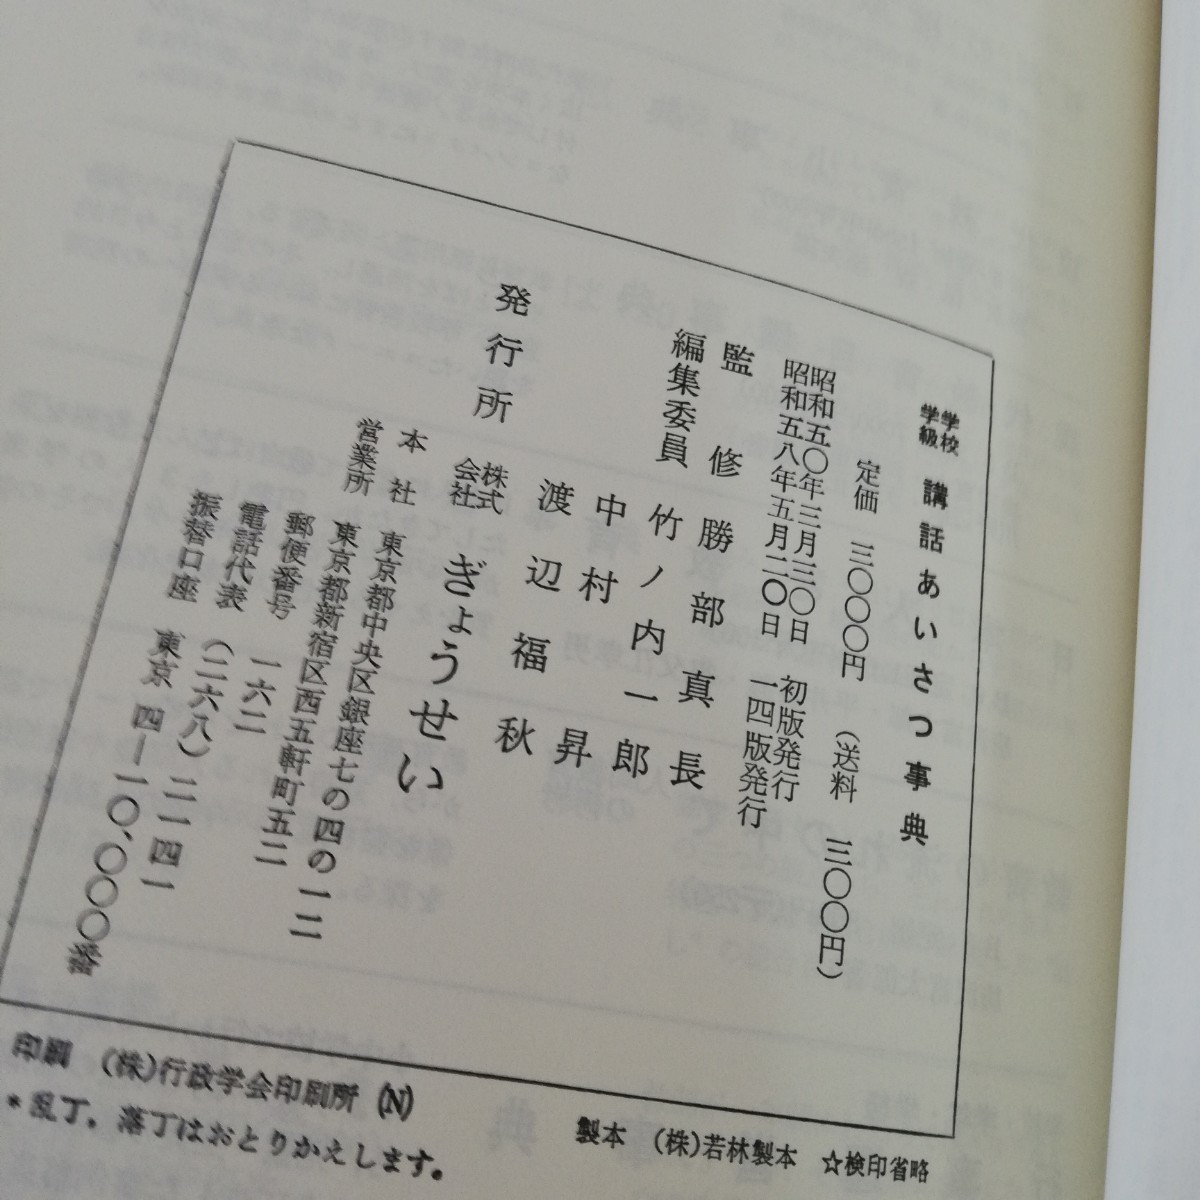 学校学級 講話あいさつ事典
定価 三〇〇〇円 (送料 三〇〇円)
昭和五〇年三月三〇日 初版発行
昭和五八年五月二〇日 一四版発行
監修 勝部真長
編集委員 竹ノ内一郎
中村昇
渡辺福秋
発行所 株式会社 ぎょうせい
本社 東京都中央区銀座七の四の一二
営業所 東京都新宿区西五軒町五二
郵便番号 一六二
電話代表 (二六八)二一四一
振替口座 東京 四―一〇、〇〇〇番
印刷 (株)行政学会印刷所 (N)
製本 (株)若林製本 ☆検印省略
*乱丁，落丁はおとりかえします。